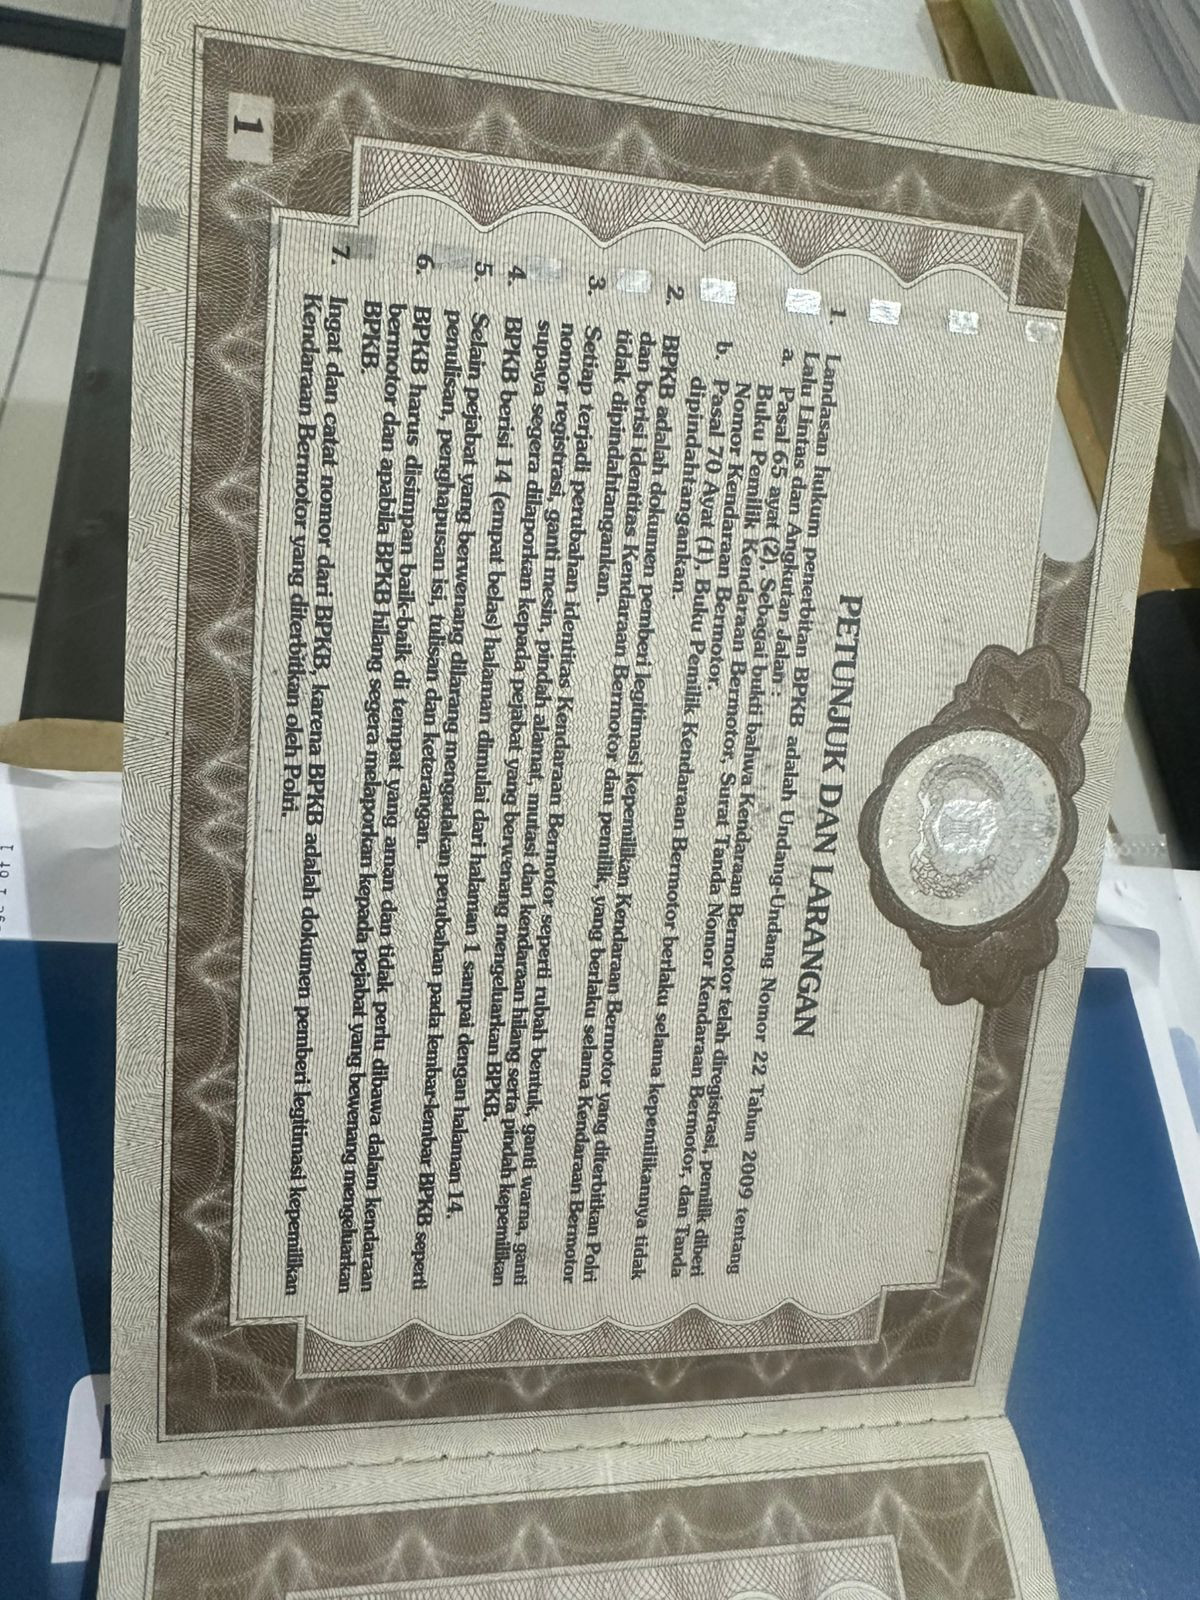 PETUNJUK DAN LARANGAN
1. Landasan hukum penerbitan BPKB adalah Undang-Undang Nomor 22 Tahun 2009 tentang
Lalu Lintas dan Angkutan Jalan :
a. Pasal 65 ayat (2), Sebagai bukti bahwa Kendaraan Bermotor telah diregistrasi, pemilik diberi
Buku Pemilik Kendaraan Bermotor, Surat Tanda Nomor Kendaraan Bermotor, dan Tanda
Nomor Kendaraan Bermotor.
b. Pasal 70 Ayat (1), Buku Pemilik Kendaraan Bermotor berlaku selama kepemilikannya tidak
dipindahtangankan.
2. BPKB adalah dokumen pemberi legitimasi kepemilikan Kendaraan Bermotor yang diterbitkan Polri
dan berisi identitas Kendaraan Bermotor dan pemilik, yang berlaku selama Kendaraan Bermotor
tidak dipindahtangankan.
3. Setiap terjadi perubahan identitas Kendaraan Bermotor seperti rubah bentuk, ganti warna, ganti
nomor registrasi, ganti mesin, pindah alamat, mutasi dan kendaraan hilang serta pindah kepemilikan
supaya segera dilaporkan kepada pejabat yang berwenang mengeluarkan BPKB.
4. BPKB berisi 14 (empat belas) halaman dimulai dari halaman 1 sampai dengan halaman 14.
5. Selain pejabat yang berwenang dilarang mengadakan perubahan pada lembar-lembar BPKB seperti
penulisan, penghapusan isi, tulisan dan keterangan.
6. BPKB harus disimpan baik-baik di tempat yang aman dan tidak perlu dibawa dalam kendaraan
bermotor dan apabila BPKB hilang segera melaporkan kepada pejabat yang bewenang mengeluarkan
BPKB.
7. Ingat dan catat nomor dari BPKB, karena BPKB adalah dokumen pemberi legitimasi kepemilikan
Kendaraan Bermotor yang diterbitkan oleh Polri.
1